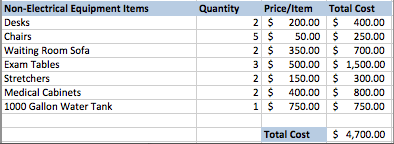 Non-Electrical Equipment Items Quantity Price/Item Total Cost
Desks 2 $ 200.00 $ 400.00
Chairs 5 $ 50.00 $ 250.00
Waiting Room Sofa 2 $ 350.00 $ 700.00
Exam Tables 3 $ 500.00 $ 1,500.00
Stretchers 2 $ 150.00 $ 300.00
Medical Cabinets 2 $ 400.00 $ 800.00
1000 Gallon Water Tank 1 $ 750.00 $ 750.00
Total Cost $ 4,700.00